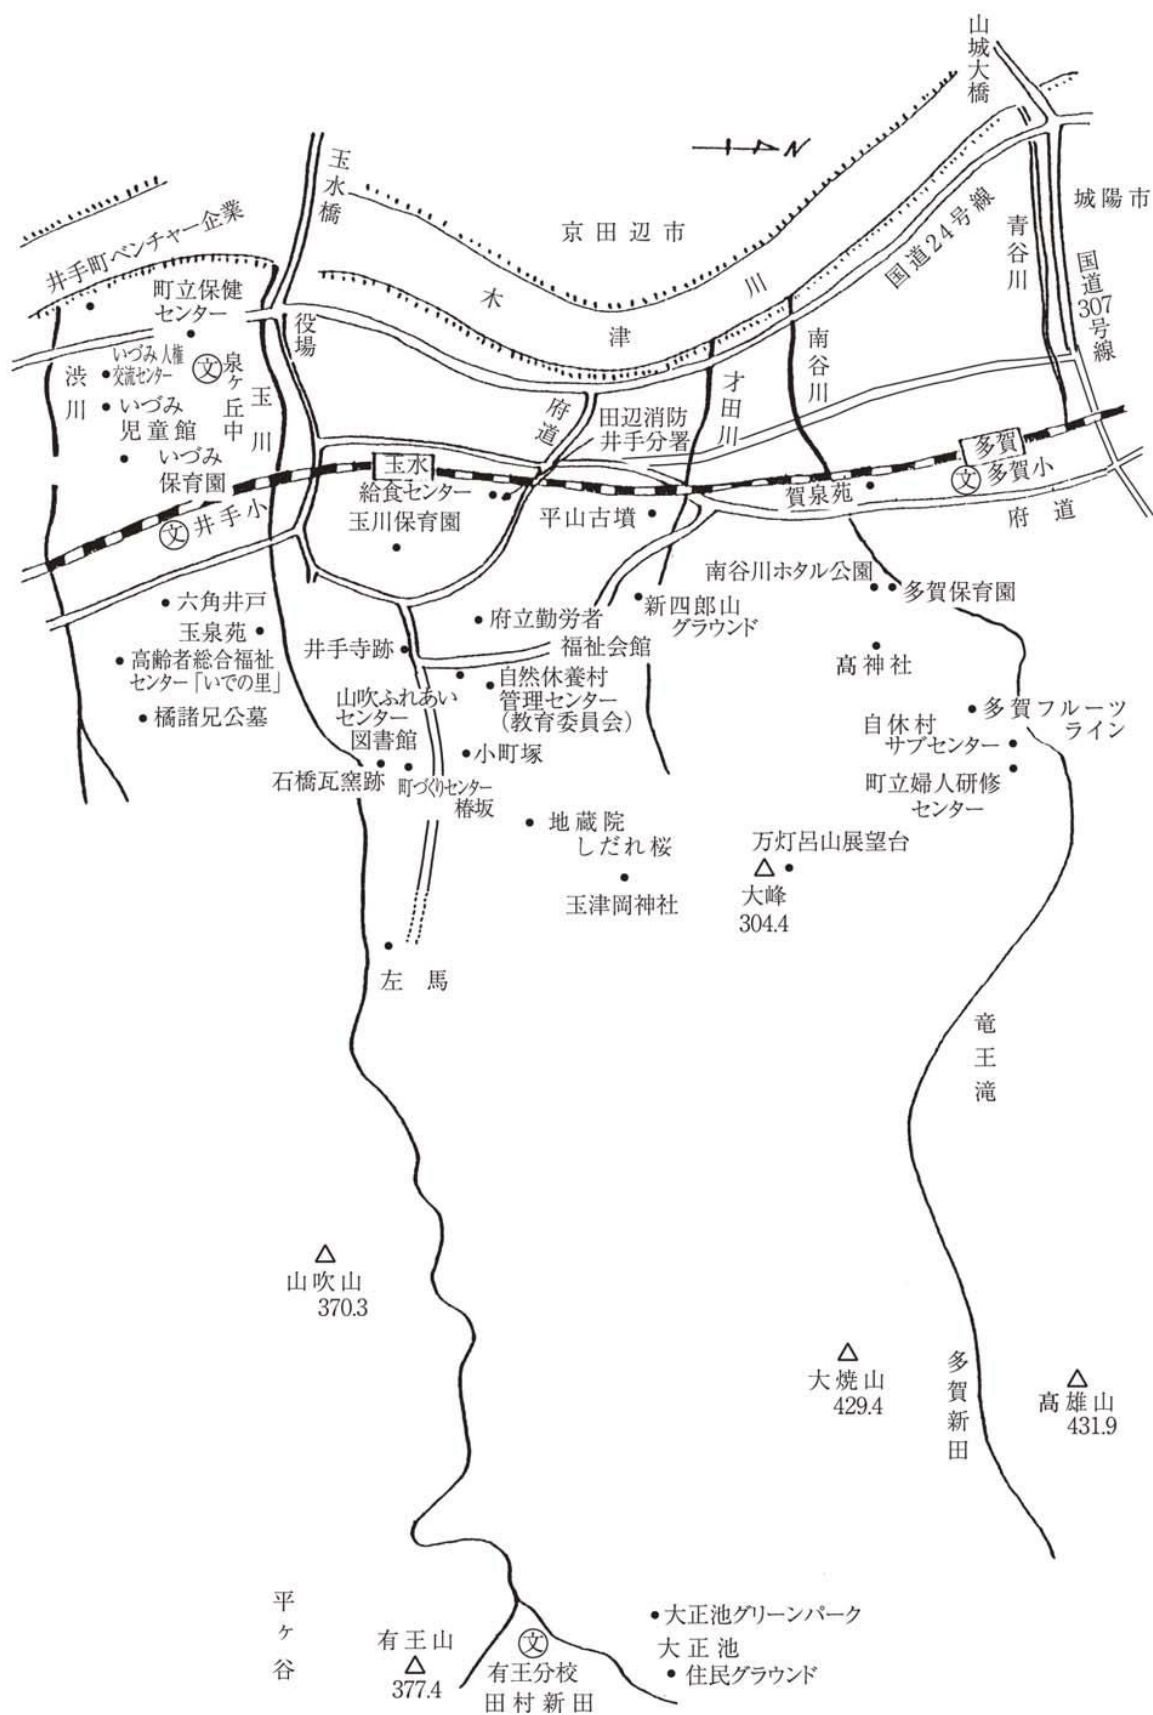 山城大橋
N
玉水橋
城陽市
京田辺市
国道24号線
青谷川
国道307号線
井手町ベンチャー企業
木津川
町立保健
センター
役場
南谷川
いづみ人権
交流センター
泉ヶ丘中
文
渋川
玉川
才田川
いづみ
児童館
府道
田辺消防
井手分署
多賀
いづみ
保育園
玉水
給食センター
賀泉苑
文
多賀小
文
井手小
玉川保育園
平山古墳
府道
南谷川ホタル公園
多賀保育園
六角井戸
新四郎山
グラウンド
玉泉苑
府立勤労者
福祉会館
井手寺跡
高神社
高齢者総合福祉
センター「いでの里」
自然休養村
管理センター
(教育委員会)
山吹ふれあい
センター
図書館
橘諸兄公墓
多賀フルーツ
ライン
自休村
サブセンター
小町塚
石橋瓦窯跡
町づくりセンター
椿坂
町立婦人研修
センター
地蔵院
しだれ桜
万灯呂山展望台
大峰
304.4
玉津岡神社
左馬
竜王滝
山吹山
370.3
大焼山
429.4
多賀新田
高雄山
431.9
平ヶ谷
大正池グリーンパーク
有王山
377.4
文
有王分校
田村新田
大正池
住民グラウンド